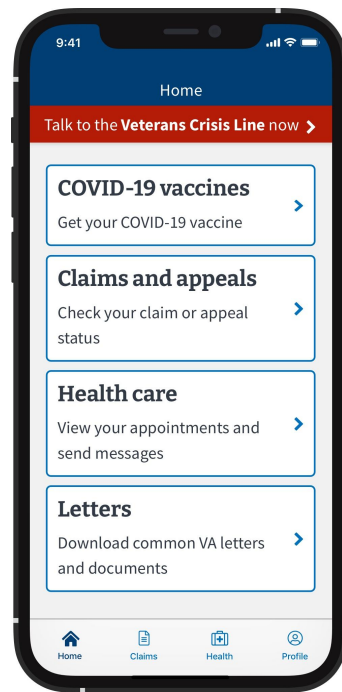 9:41
Home
Talk to the Veterans Crisis Line now
COVID-19 vaccines
Get your COVID-19 vaccine
Claims and appeals
Check your claim or appeal
status
Health care
View your appointments and
send messages
Letters
Download common VA letters
and documents
Home Claims Health Profile